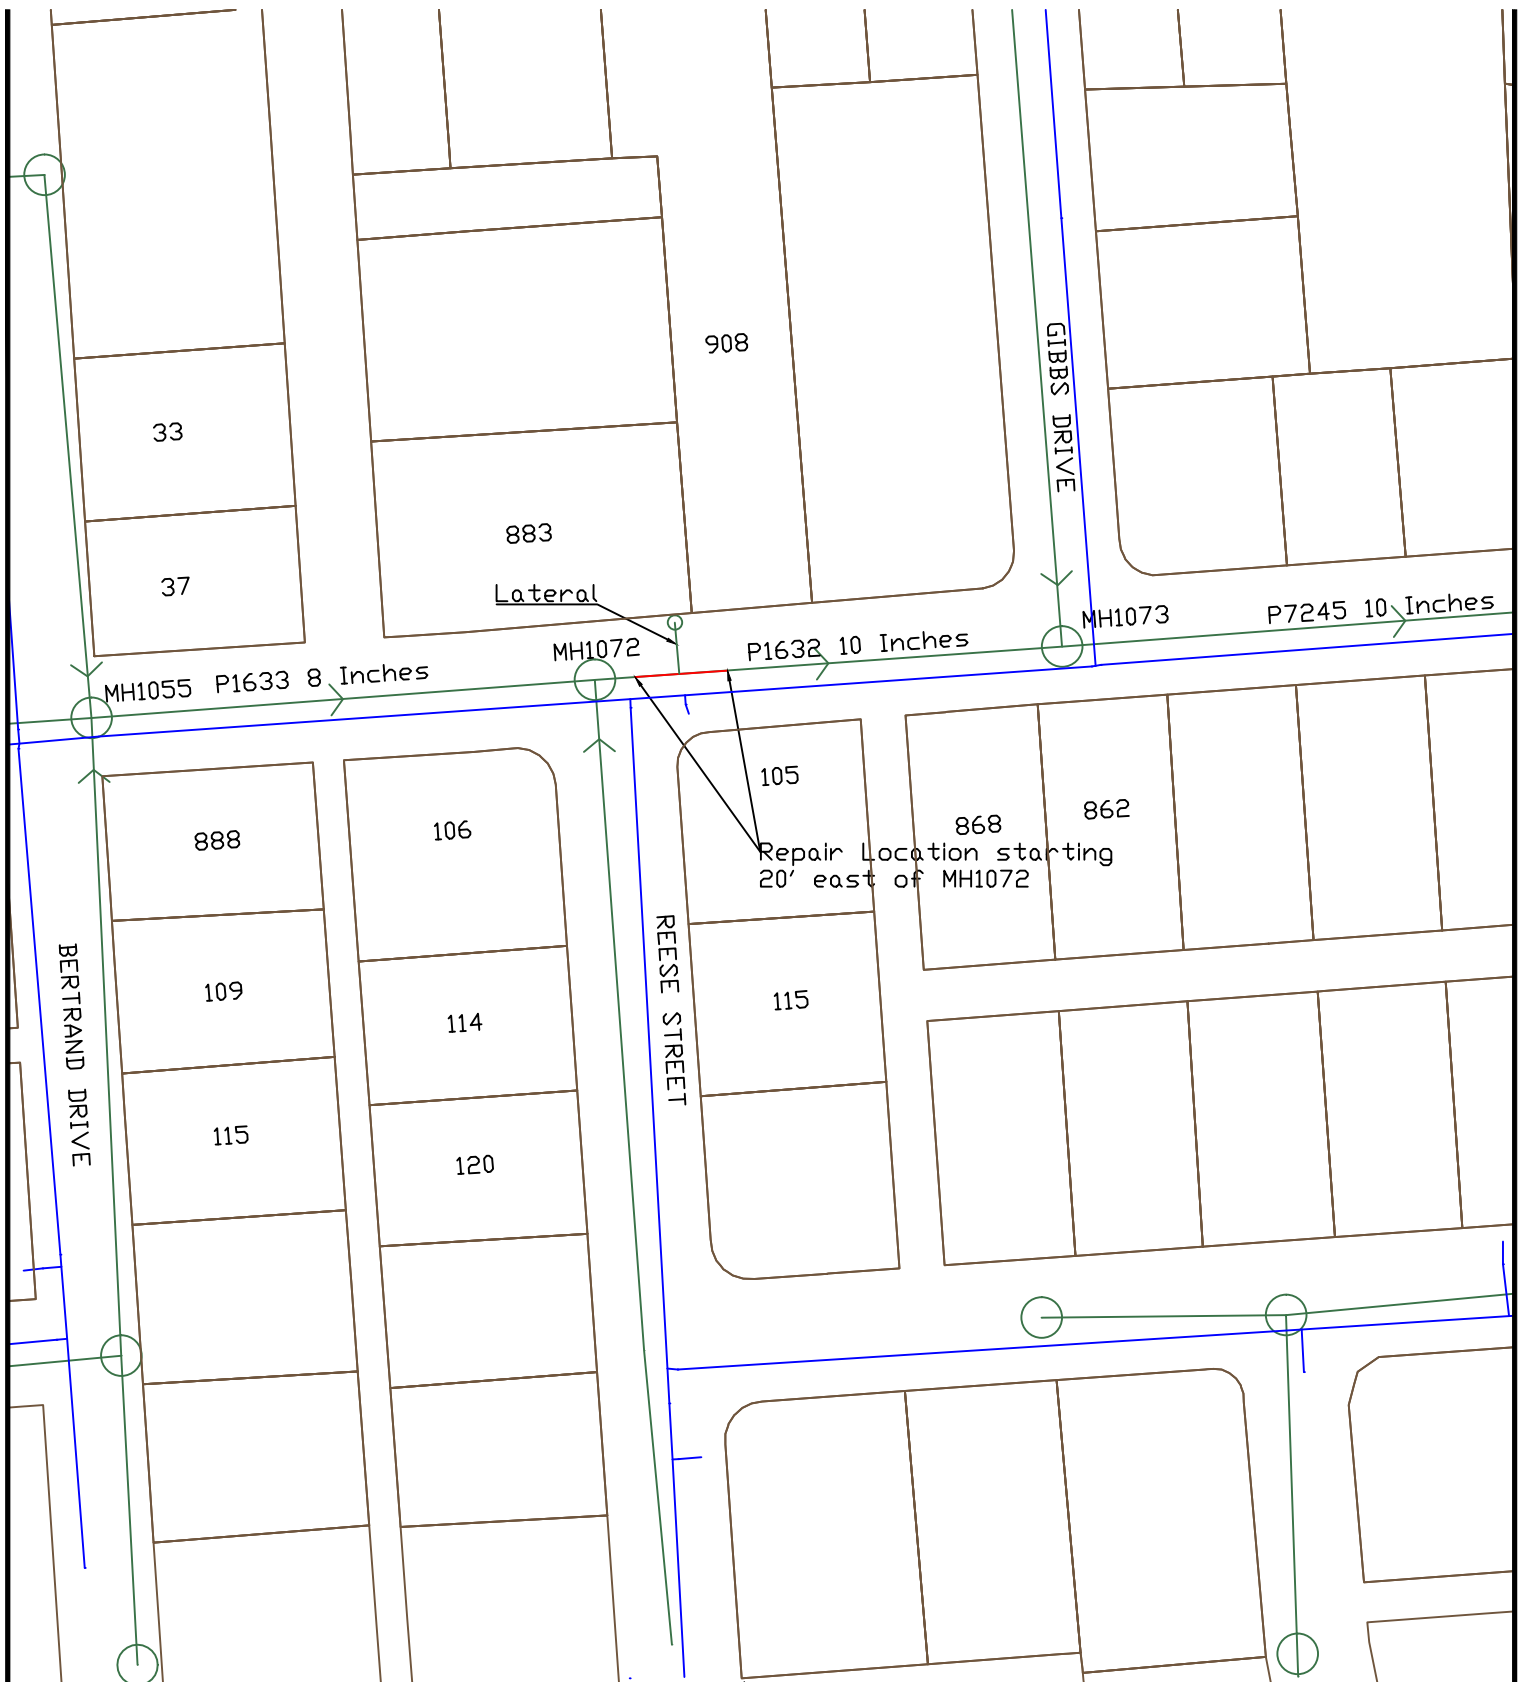 908
GIBBS DRIVE
33
883
37
Lateral
MH1073
P7245 10 Inches
MH1072
P1632 10 Inches
MH1055
P1633 8 Inches
105
106
888
868
862
Repair Location starting
20' east of MH1072
REESE STREET
BERTRAND DRIVE
109
114
115
115
120